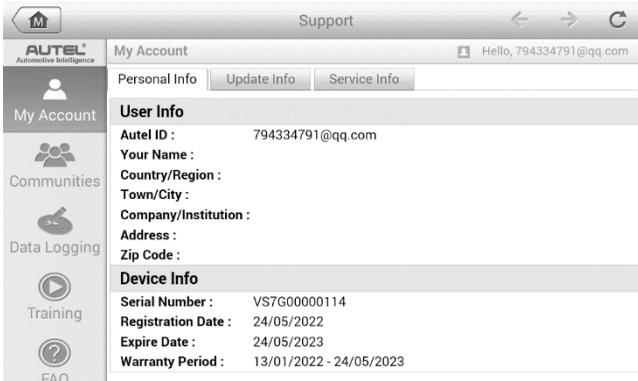 Support
AUTEL®
Automotive Intelligence
My Account
Hello, 794334791@qq.com
Personal Info
Update Info
Service Info
My Account
Communities
Data Logging
Training
FAQ
User Info
Autel ID : 794334791@qq.com
Your Name :
Country/Region :
Town/City :
Company/Institution :
Address :
Zip Code :
Device Info
Serial Number : VS7G00000114
Registration Date : 24/05/2022
Expire Date : 24/05/2023
Warranty Period : 13/01/2022 - 24/05/2023